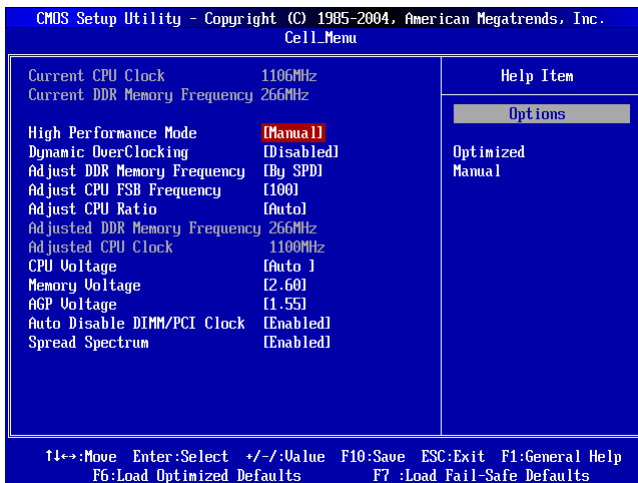 CMOS Setup Utility - Copyright (C) 1985-2004, American Megatrends, Inc.
Cell_Menu
Current CPU Clock 1106MHz
Current DDR Memory Frequency 266MHz
High Performance Mode [Manual]
Dynamic OverClocking [Disabled]
Adjust DDR Memory Frequency [By SPD]
Adjust CPU FSB Frequency [100]
Adjust CPU Ratio [Auto]
Adjusted DDR Memory Frequency 266MHz
Adjusted CPU Clock 1100MHz
CPU Voltage [Auto ]
Memory Voltage [2.60]
AGP Voltage [1.55]
Auto Disable DIMM/PCI Clock [Enabled]
Spread Spectrum [Enabled]
Help Item
Options
Optimized
Manual
↑↓↔:Move Enter:Select +/-/:Value F10:Save ESC:Exit F1:General Help
F6:Load Optimized Defaults F7 :Load Fail-Safe Defaults